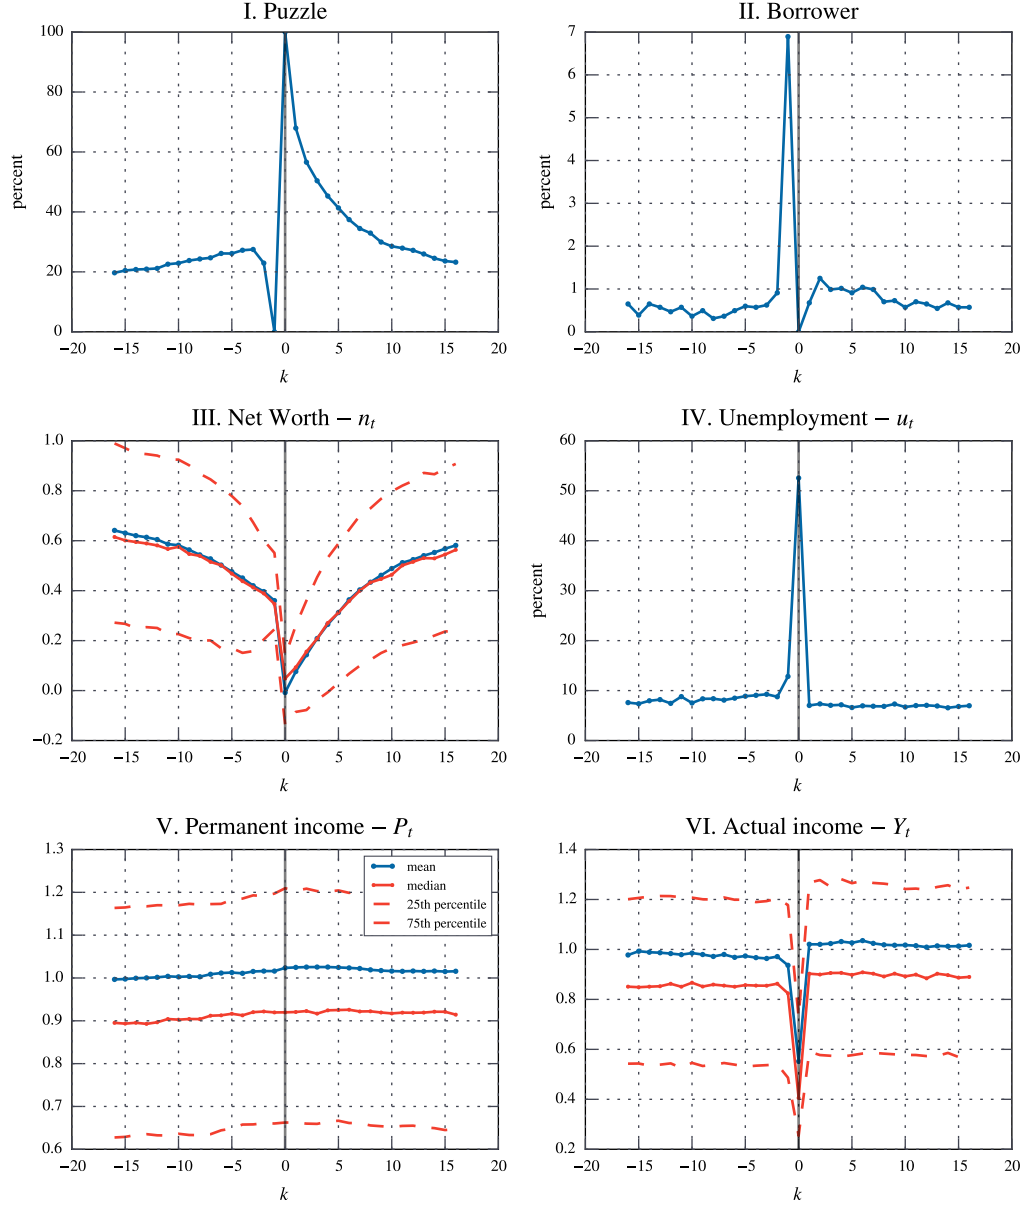 I. Puzzle
100
80
60
40
20
0
percent
−20 −15 −10 −5 0 5 10 15 20
k
II. Borrower
7
6
5
4
3
2
1
0
percent
−20 −15 −10 −5 0 5 10 15 20
k
III. Net Worth − nt
1.0
0.8
0.6
0.4
0.2
0.0
−0.2
−20 −15 −10 −5 0 5 10 15 20
k
IV. Unemployment − ut
60
50
40
30
20
10
0
percent
−20 −15 −10 −5 0 5 10 15 20
k
V. Permanent income − Pt
1.3
1.2
1.1
1.0
0.9
0.8
0.7
0.6
mean
median
25th percentile
75th percentile
−20 −15 −10 −5 0 5 10 15 20
k
VI. Actual income − Yt
1.4
1.2
1.0
0.8
0.6
0.4
0.2
−20 −15 −10 −5 0 5 10 15 20
k